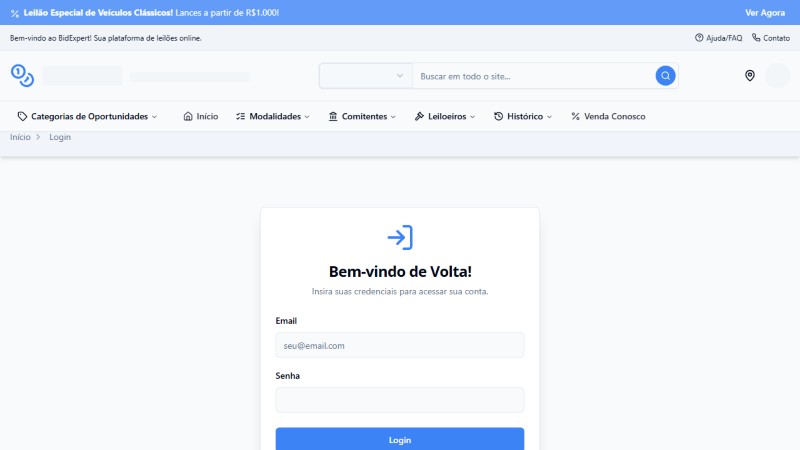 Leilão Especial de Veículos Clássicos! Lances a partir de R$1.000!
Ver Agora
Bem-vindo ao BidExpert! Sua plataforma de leilões online.
Ajuda/FAQ
Contato
Buscar em todo o site...
Categorias de Oportunidades
Início
Modalidades
Comitentes
Leiloeiros
Histórico
Venda Conosco
Início
Login
Bem-vindo de Volta!
Insira suas credenciais para acessar sua conta.
Email
seu@email.com
Senha
Login